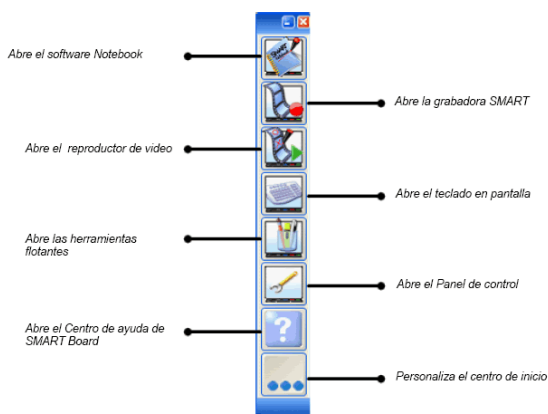 Abre el software Notebook
Abre la grabadora SMART
Abre el reproductor de video
Abre el teclado en pantalla
Abre las herramientas
flotantes
Abre el Panel de control
Abre el Centro de ayuda de
SMART Board
Personaliza el centro de inicio